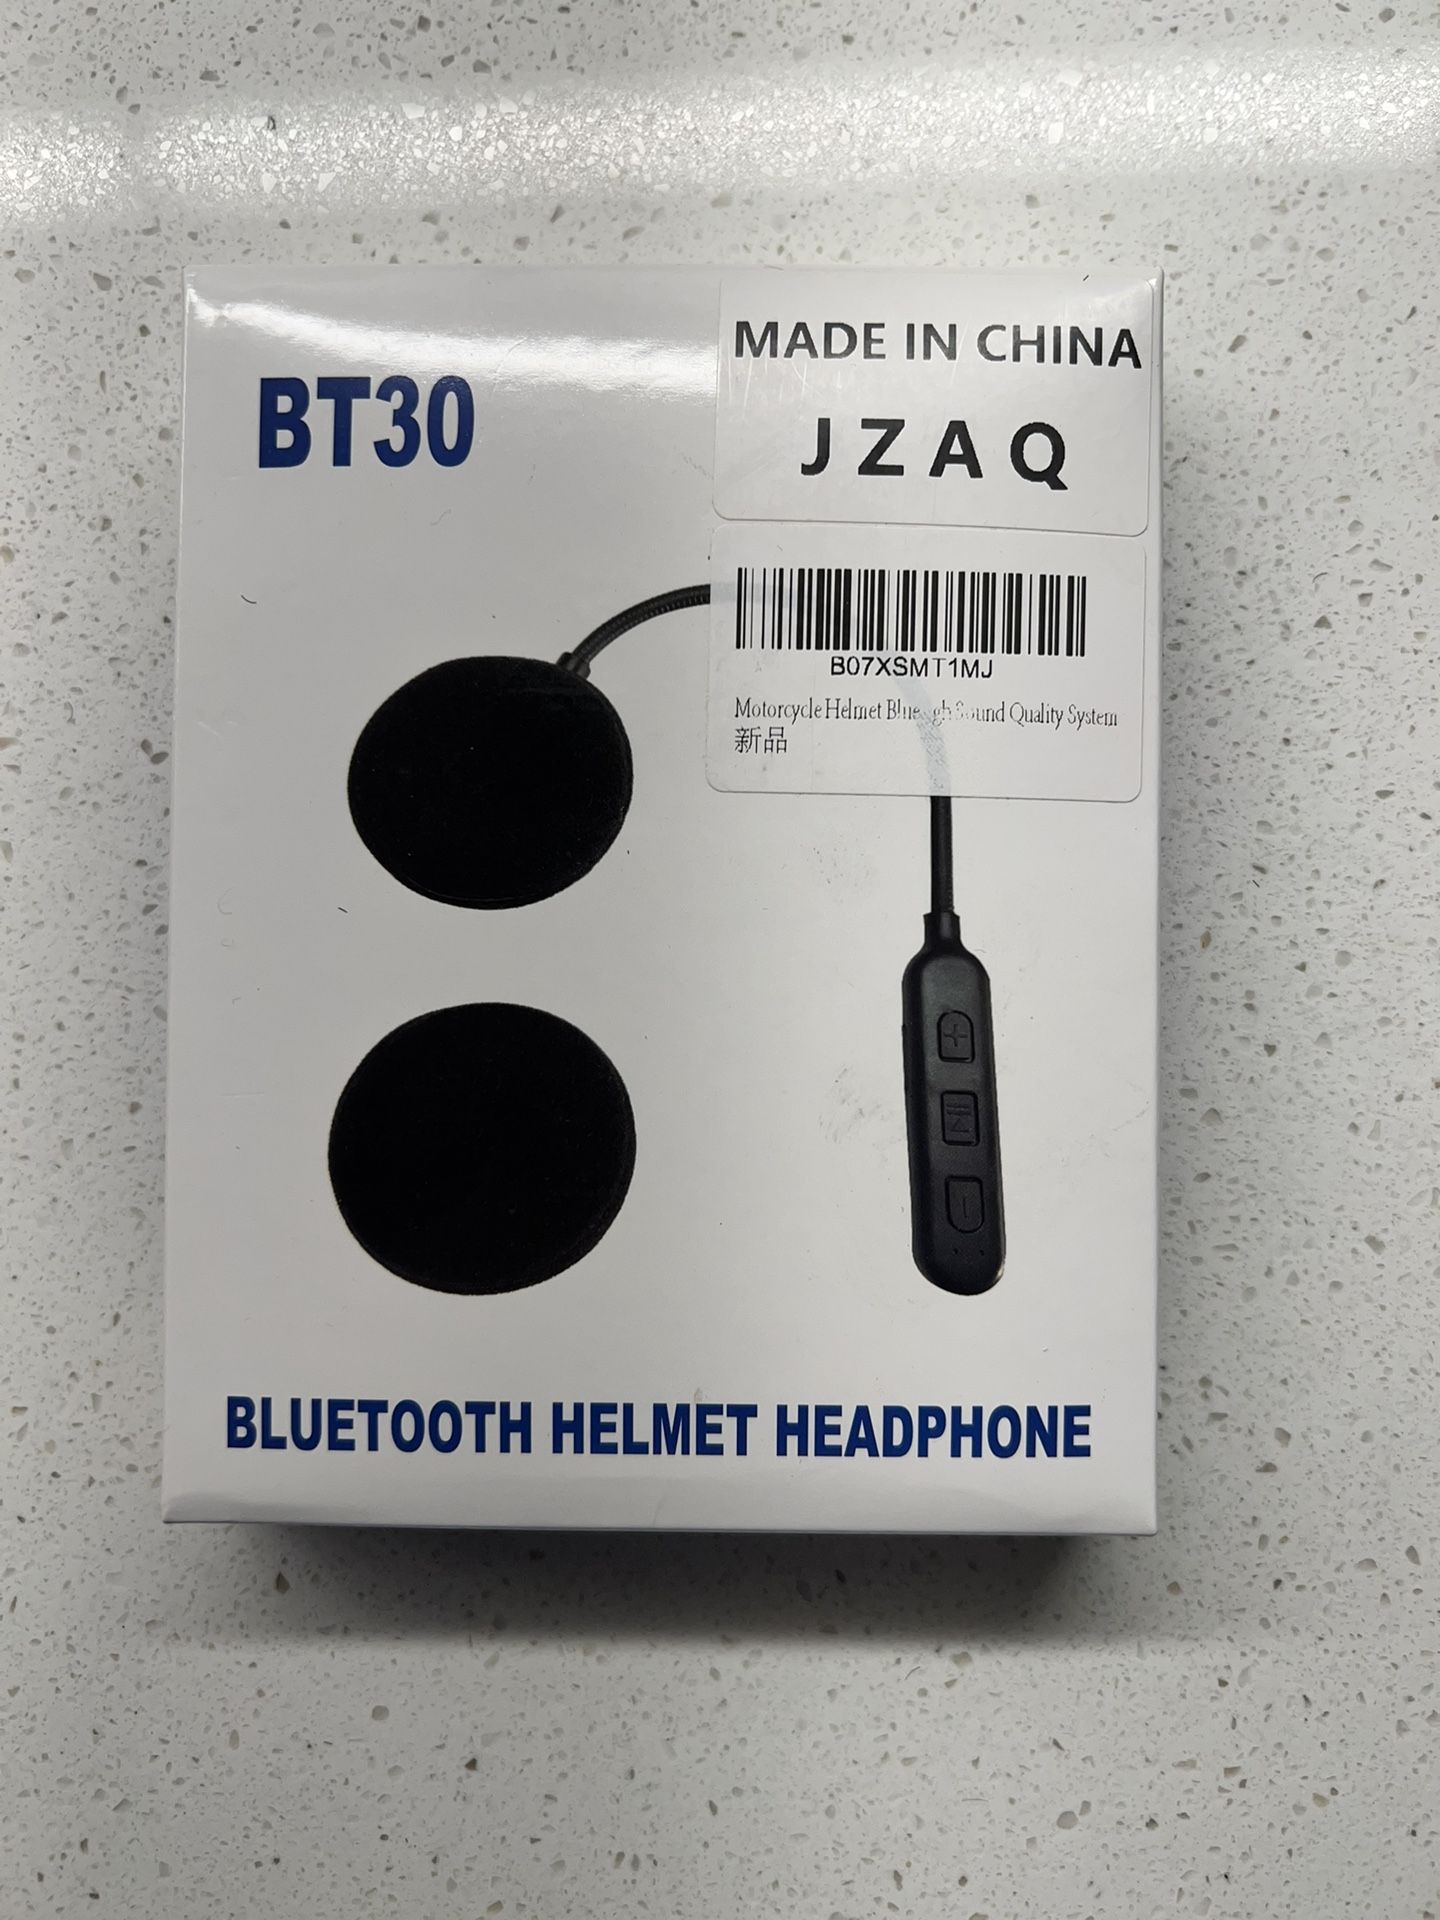 BT30
MADE IN CHINA
JZAQ
B07XSMT1MJ
Motorcycle Helmet Sound Quality System
新品
BLUETOOTH HELMET HEADPHONE